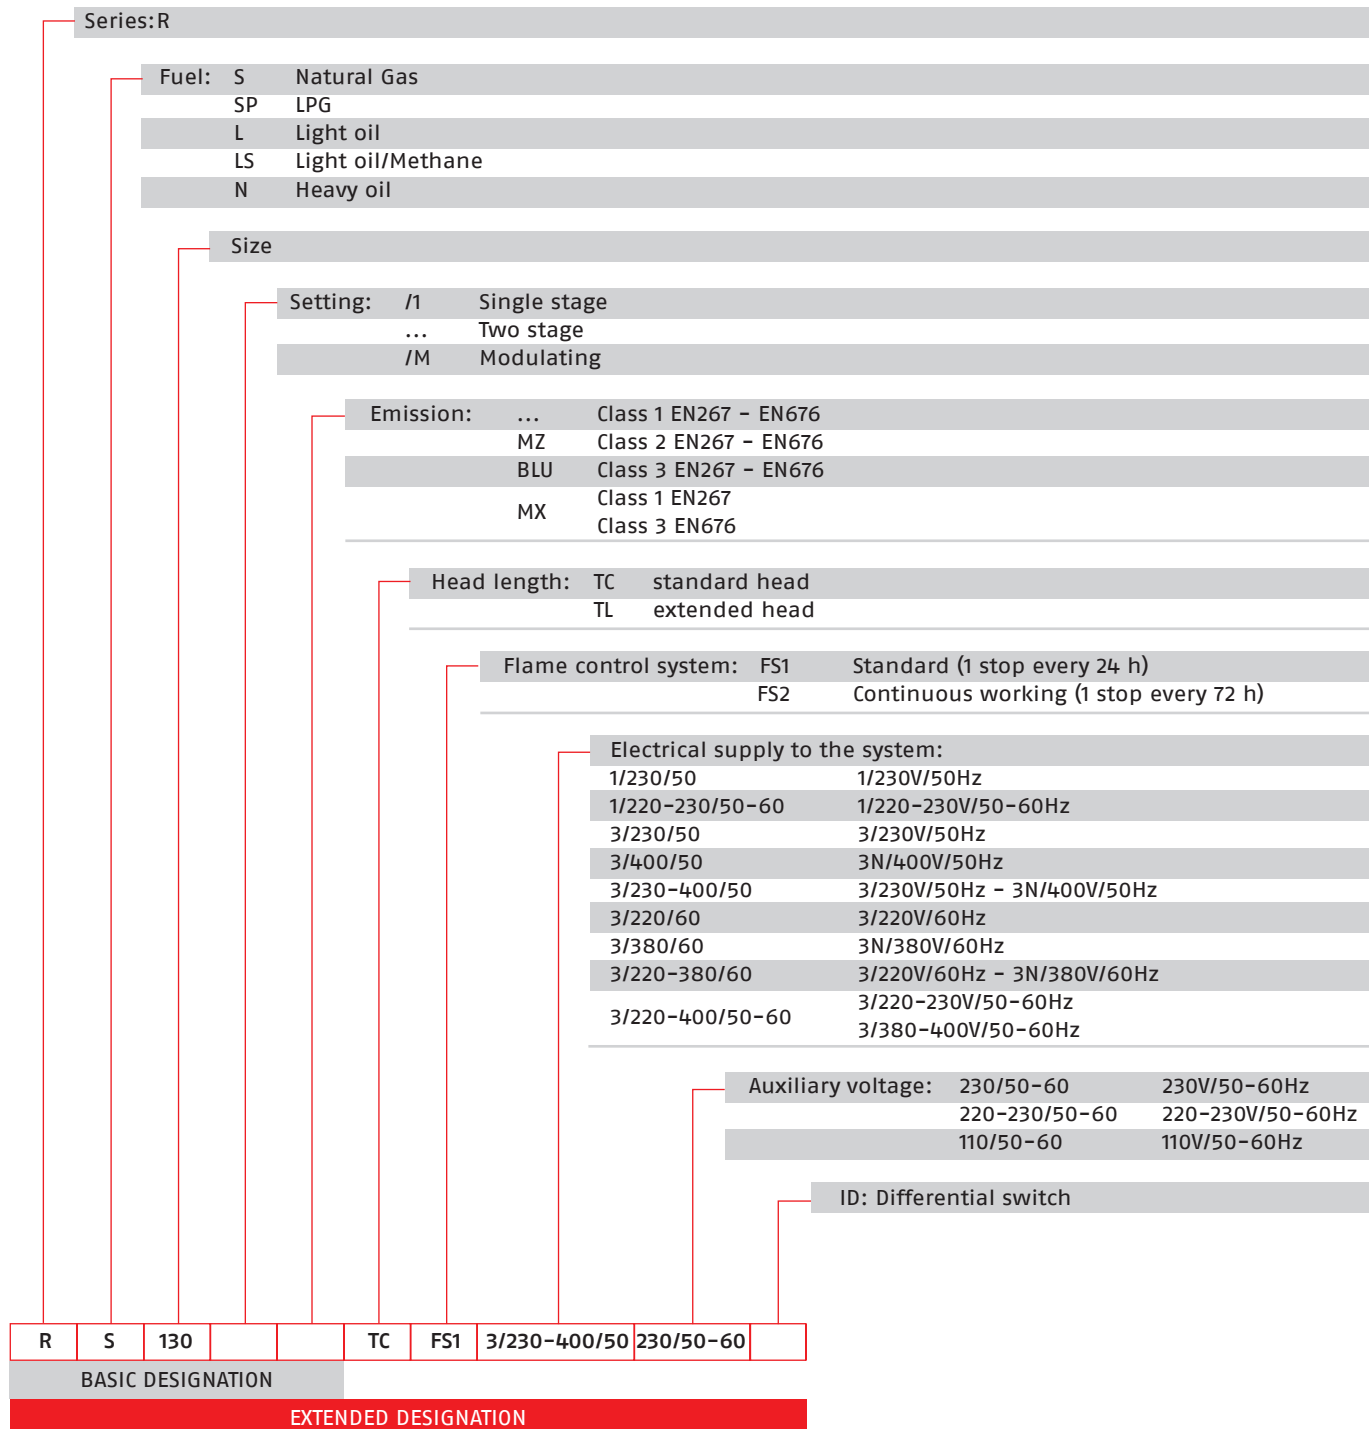 Series: R
Fuel: S Natural Gas
SP LPG
L Light oil
LS Light oil/Methane
N Heavy oil
Size
Setting: /1 Single stage
... Two stage
/M Modulating
Emission: ... Class 1 EN267 - EN676
MZ Class 2 EN267 - EN676
BLU Class 3 EN267 - EN676
MX Class 1 EN267
Class 3 EN676
Head length: TC standard head
TL extended head
Flame control system: FS1 Standard (1 stop every 24 h)
FS2 Continuous working (1 stop every 72 h)
Electrical supply to the system:
1/230/50 1/230V/50Hz
1/220-230/50-60 1/220-230V/50-60Hz
3/230/50 3/230V/50Hz
3/400/50 3N/400V/50Hz
3/230-400/50 3/230V/50Hz - 3N/400V/50Hz
3/220/60 3/220V/60Hz
3/380/60 3N/380V/60Hz
3/220-380/60 3/220V/60Hz - 3N/380V/60Hz
3/220-400/50-60 3/220-230V/50-60Hz
3/380-400V/50-60Hz
Auxiliary voltage: 230/50-60 230V/50-60Hz
220-230/50-60 220-230V/50-60Hz
110/50-60 110V/50-60Hz
ID: Differential switch
R S 130 TC FS1 3/230-400/50 230/50-60
BASIC DESIGNATION
EXTENDED DESIGNATION